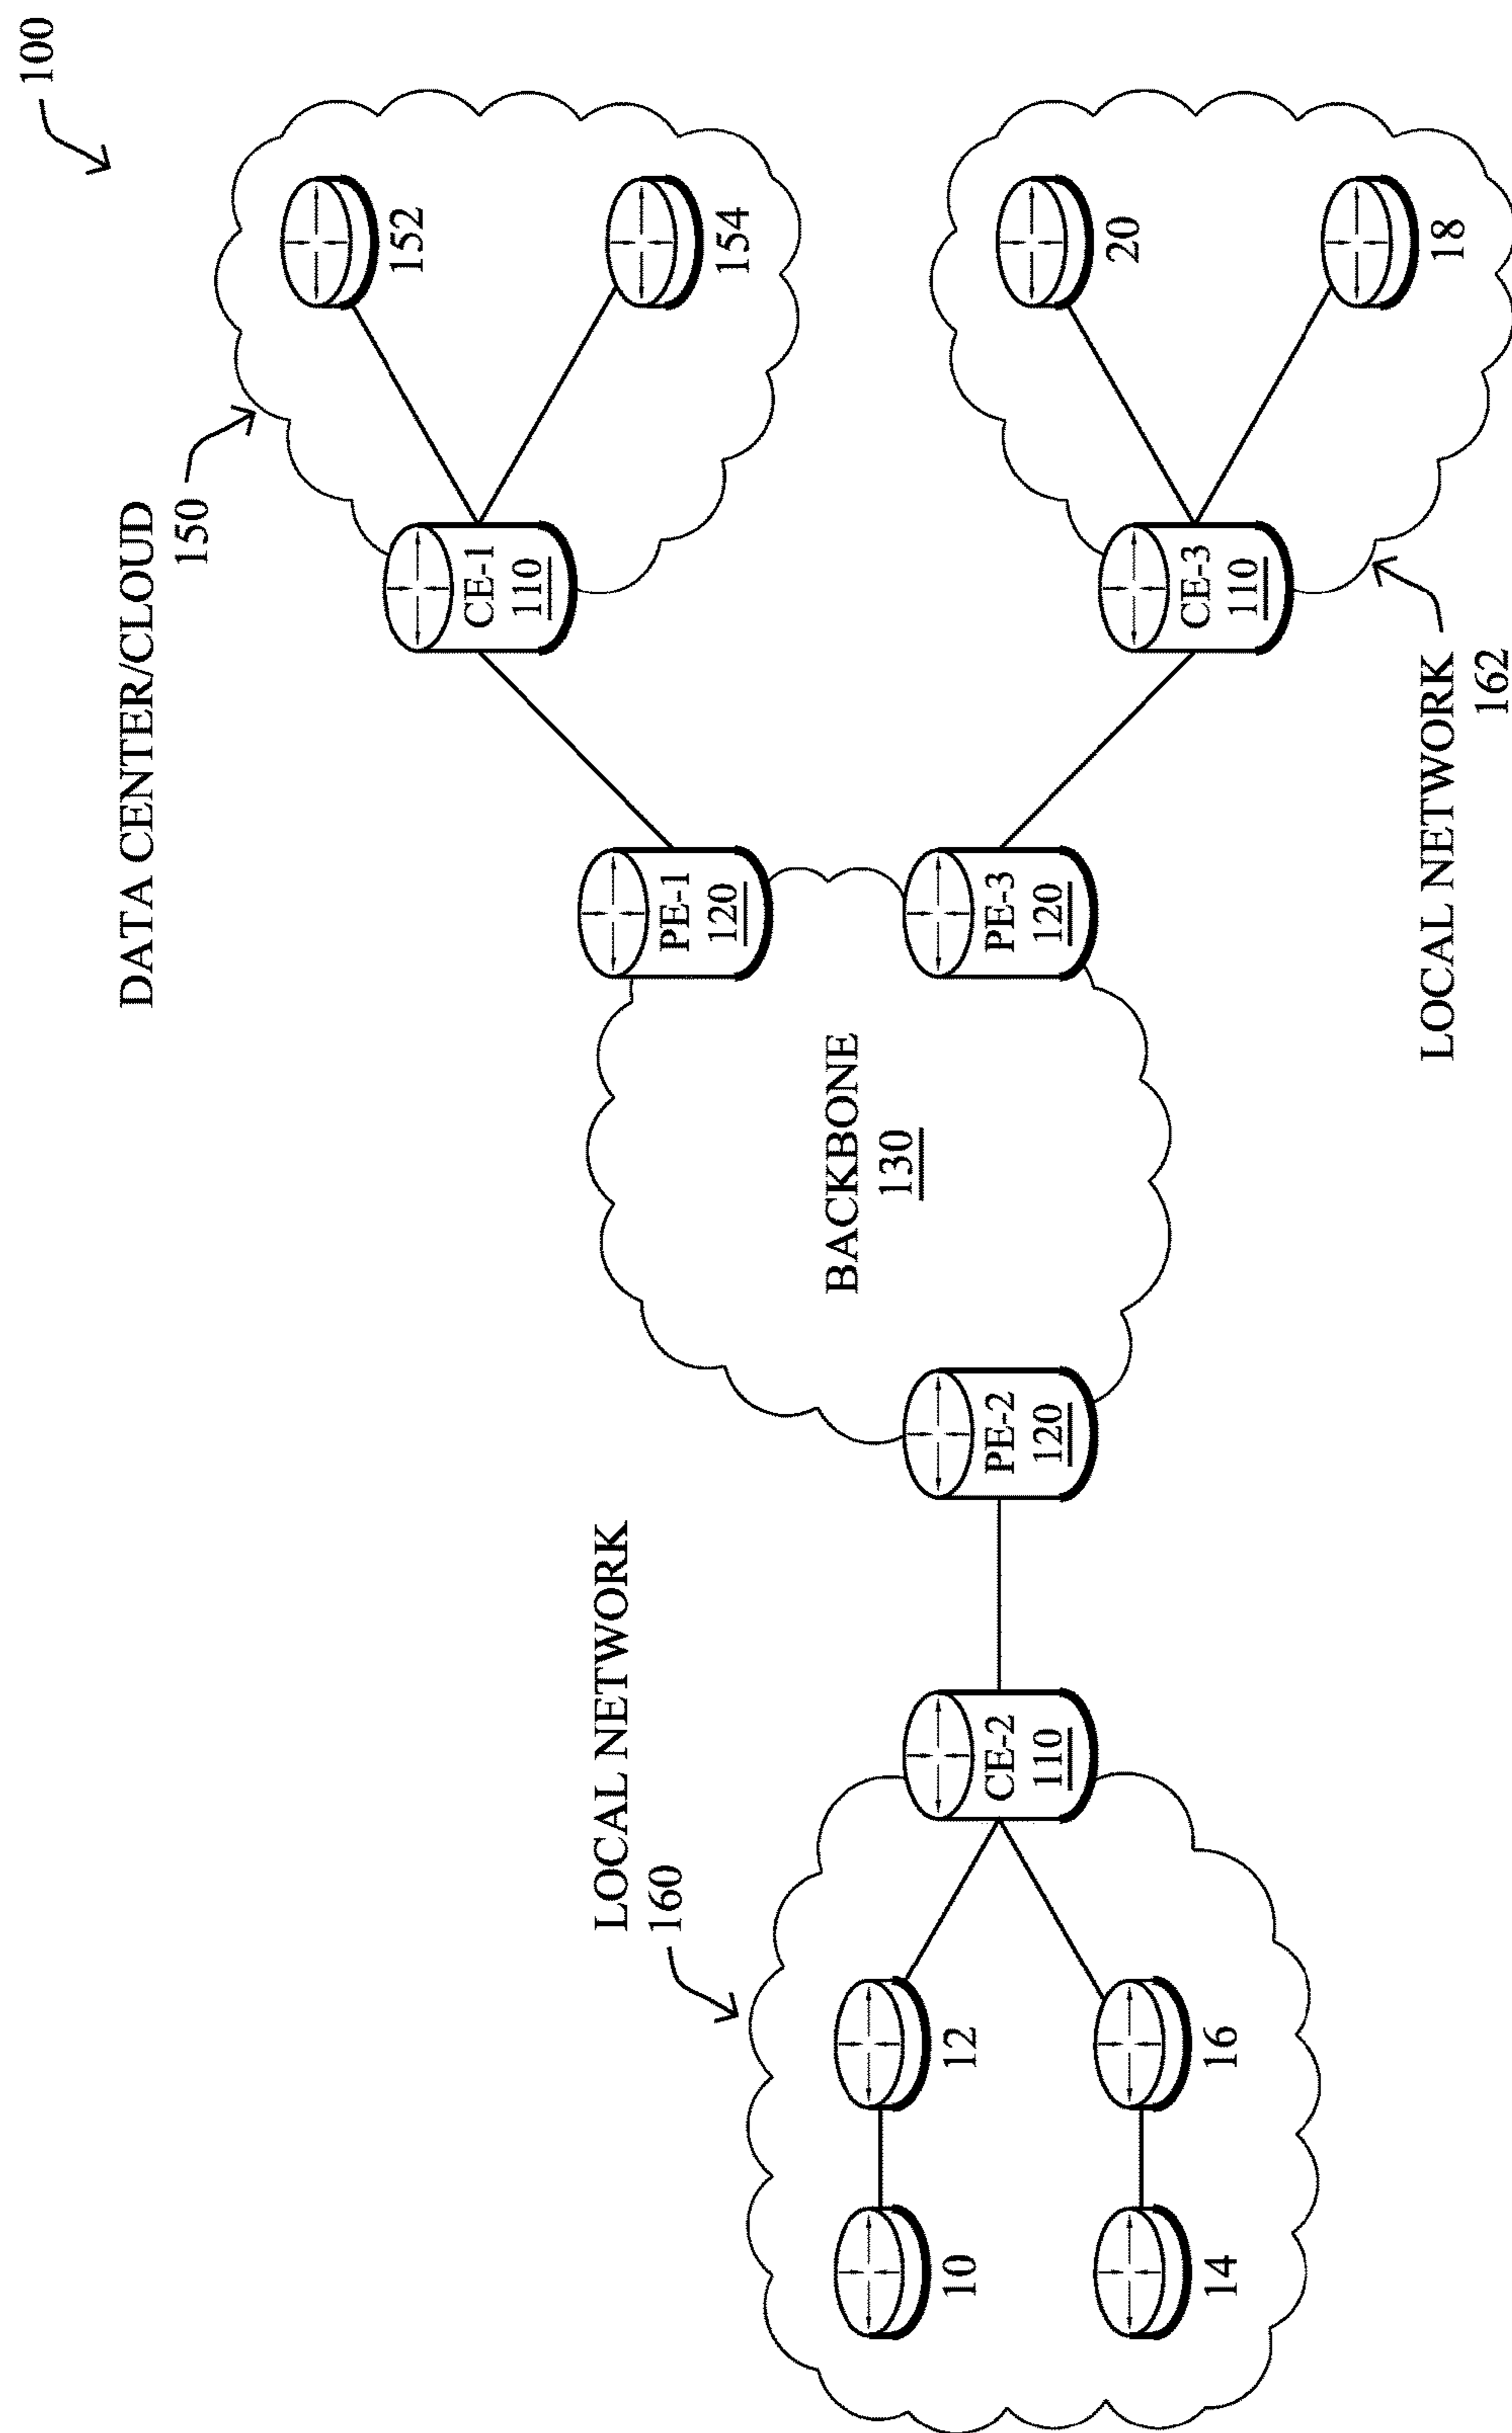 100
DATA CENTER/CLOUD
150
152
154
CE-1
110
PE-1
120
LOCAL NETWORK
160
BACKBONE
130
10
12
14
16
CE-2
110
PE-2
120
PE-3
120
CE-3
110
20
18
LOCAL NETWORK
162